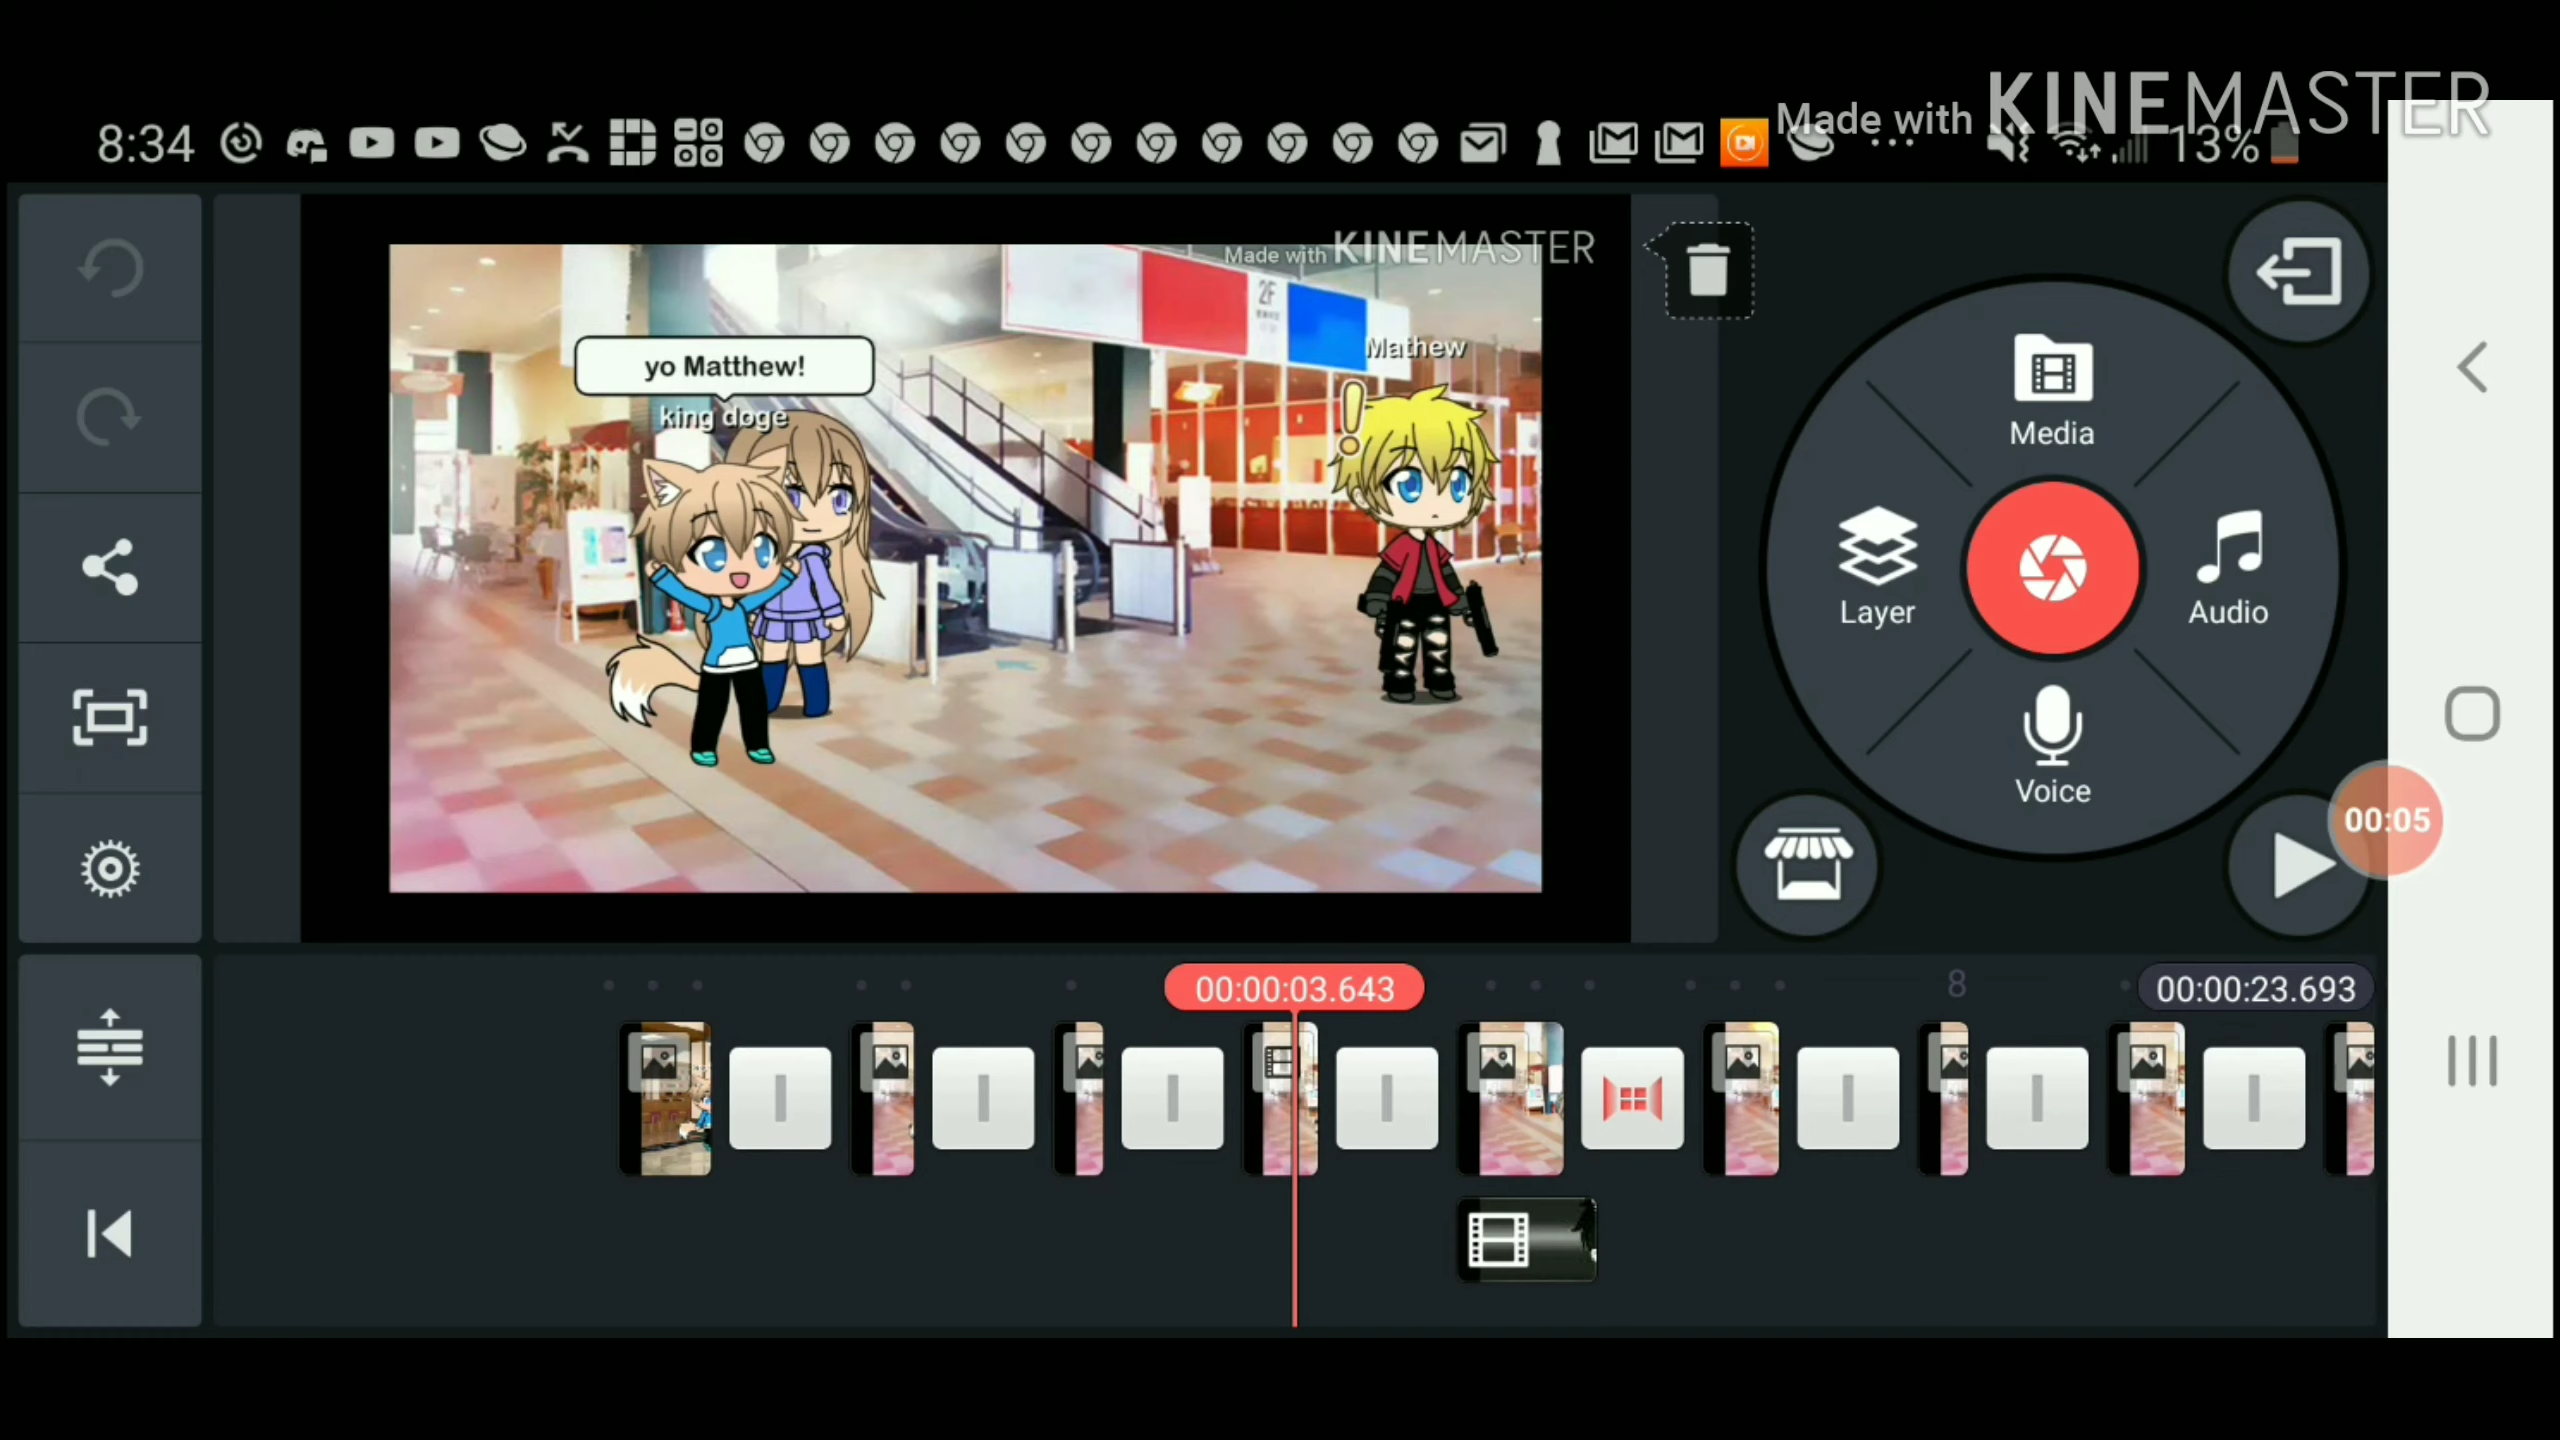 Made with KINEMASTER
8:34
13%
Made with KINEMASTER
2F
yo Matthew!
king doge
Mathew
Media
Layer
Audio
Voice
00:05
00:00:03.643
8
00:00:23.693